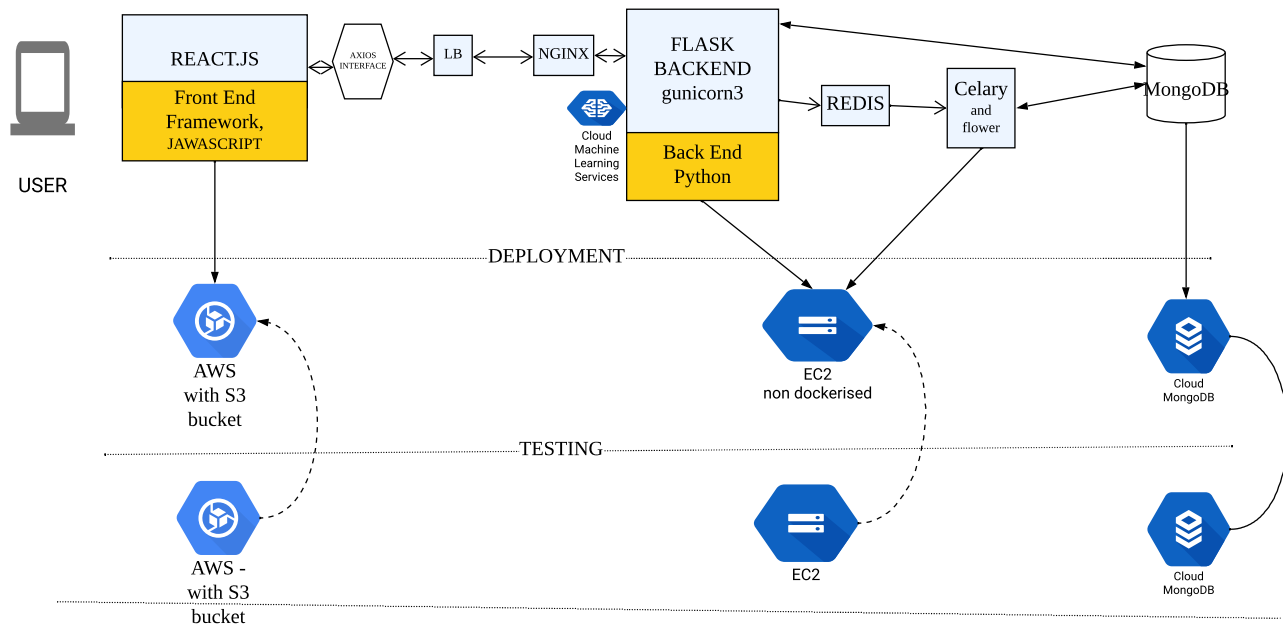 USER
REACT.JS
Front End
Framework,
JAWASCRIPT
AXIOS
INTERFACE
LB
NGINX
Cloud
Machine
Learning
Services
FLASK
BACKEND
gunicorn3
Back End
Python
REDIS
Celary
and
flower
MongoDB
DEPLOYMENT
AWS
with S3
bucket
EC2
non dockerised
Cloud
MongoDB
TESTING
AWS -
with S3
bucket
EC2
Cloud
MongoDB